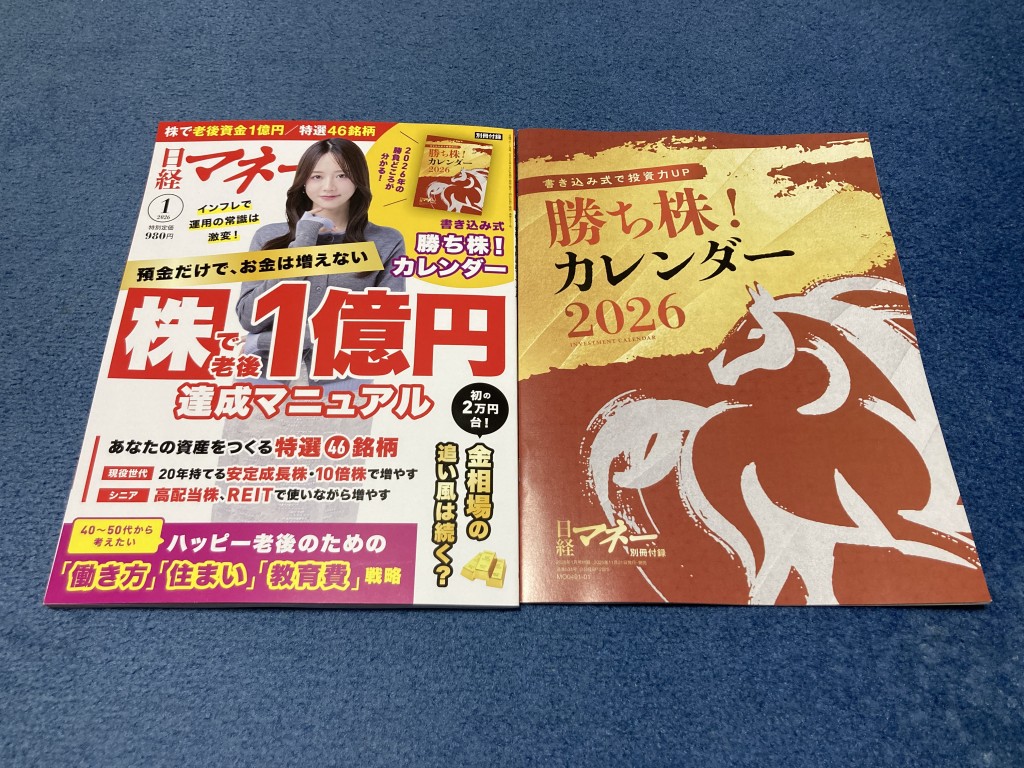 株で老後資金1億円／特選46銘柄
日経マネー
1
2026
特別定価
980円
インフレで
運用の常識は
激変！
別冊付録
2026年の
勝負どころが
分かる！
勝ち株！
カレンダー
2026
書き込み式
勝ち株！
カレンダー
預金だけで、お金は増えない
株で老後1億円
達成マニュアル
初の
2万円
台！
金相場の
追い風は続く？
あなたの資産をつくる特選46銘柄
現役世代 20年持てる安定成長株・10倍株で増やす
シニア 高配当株、REITで使いながら増やす
40～50代から
考えたい
ハッピー老後のための
「働き方」「住まい」「教育費」戦略
書き込み式で投資力UP
勝ち株！
カレンダー
2026
INVESTMENT CALENDAR
日経マネー 別冊付録